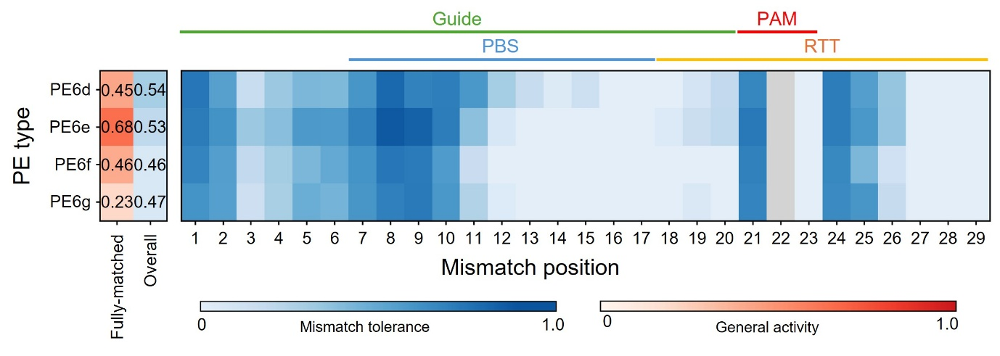 Guide PAM
PBS RTT
PE type
PE6d 0.45 0.54
PE6e 0.68 0.53
PE6f 0.46 0.46
PE6g 0.23 0.47
Fully-matched
Overall
1 2 3 4 5 6 7 8 9 10 11 12 13 14 15 16 17 18 19 20 21 22 23 24 25 26 27 28 29
Mismatch position
0 Mismatch tolerance 1.0
0 General activity 1.0